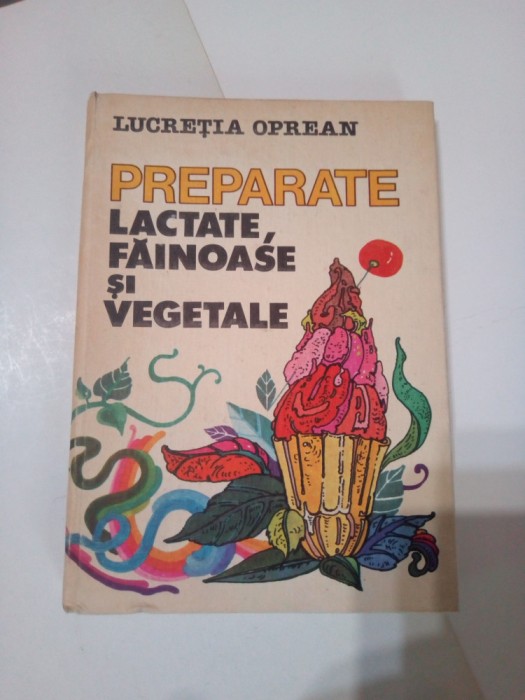 LUCREȚIA OPREAN
PREPARATE
LACTATE,
FĂINOASE
ȘI
VEGETALE